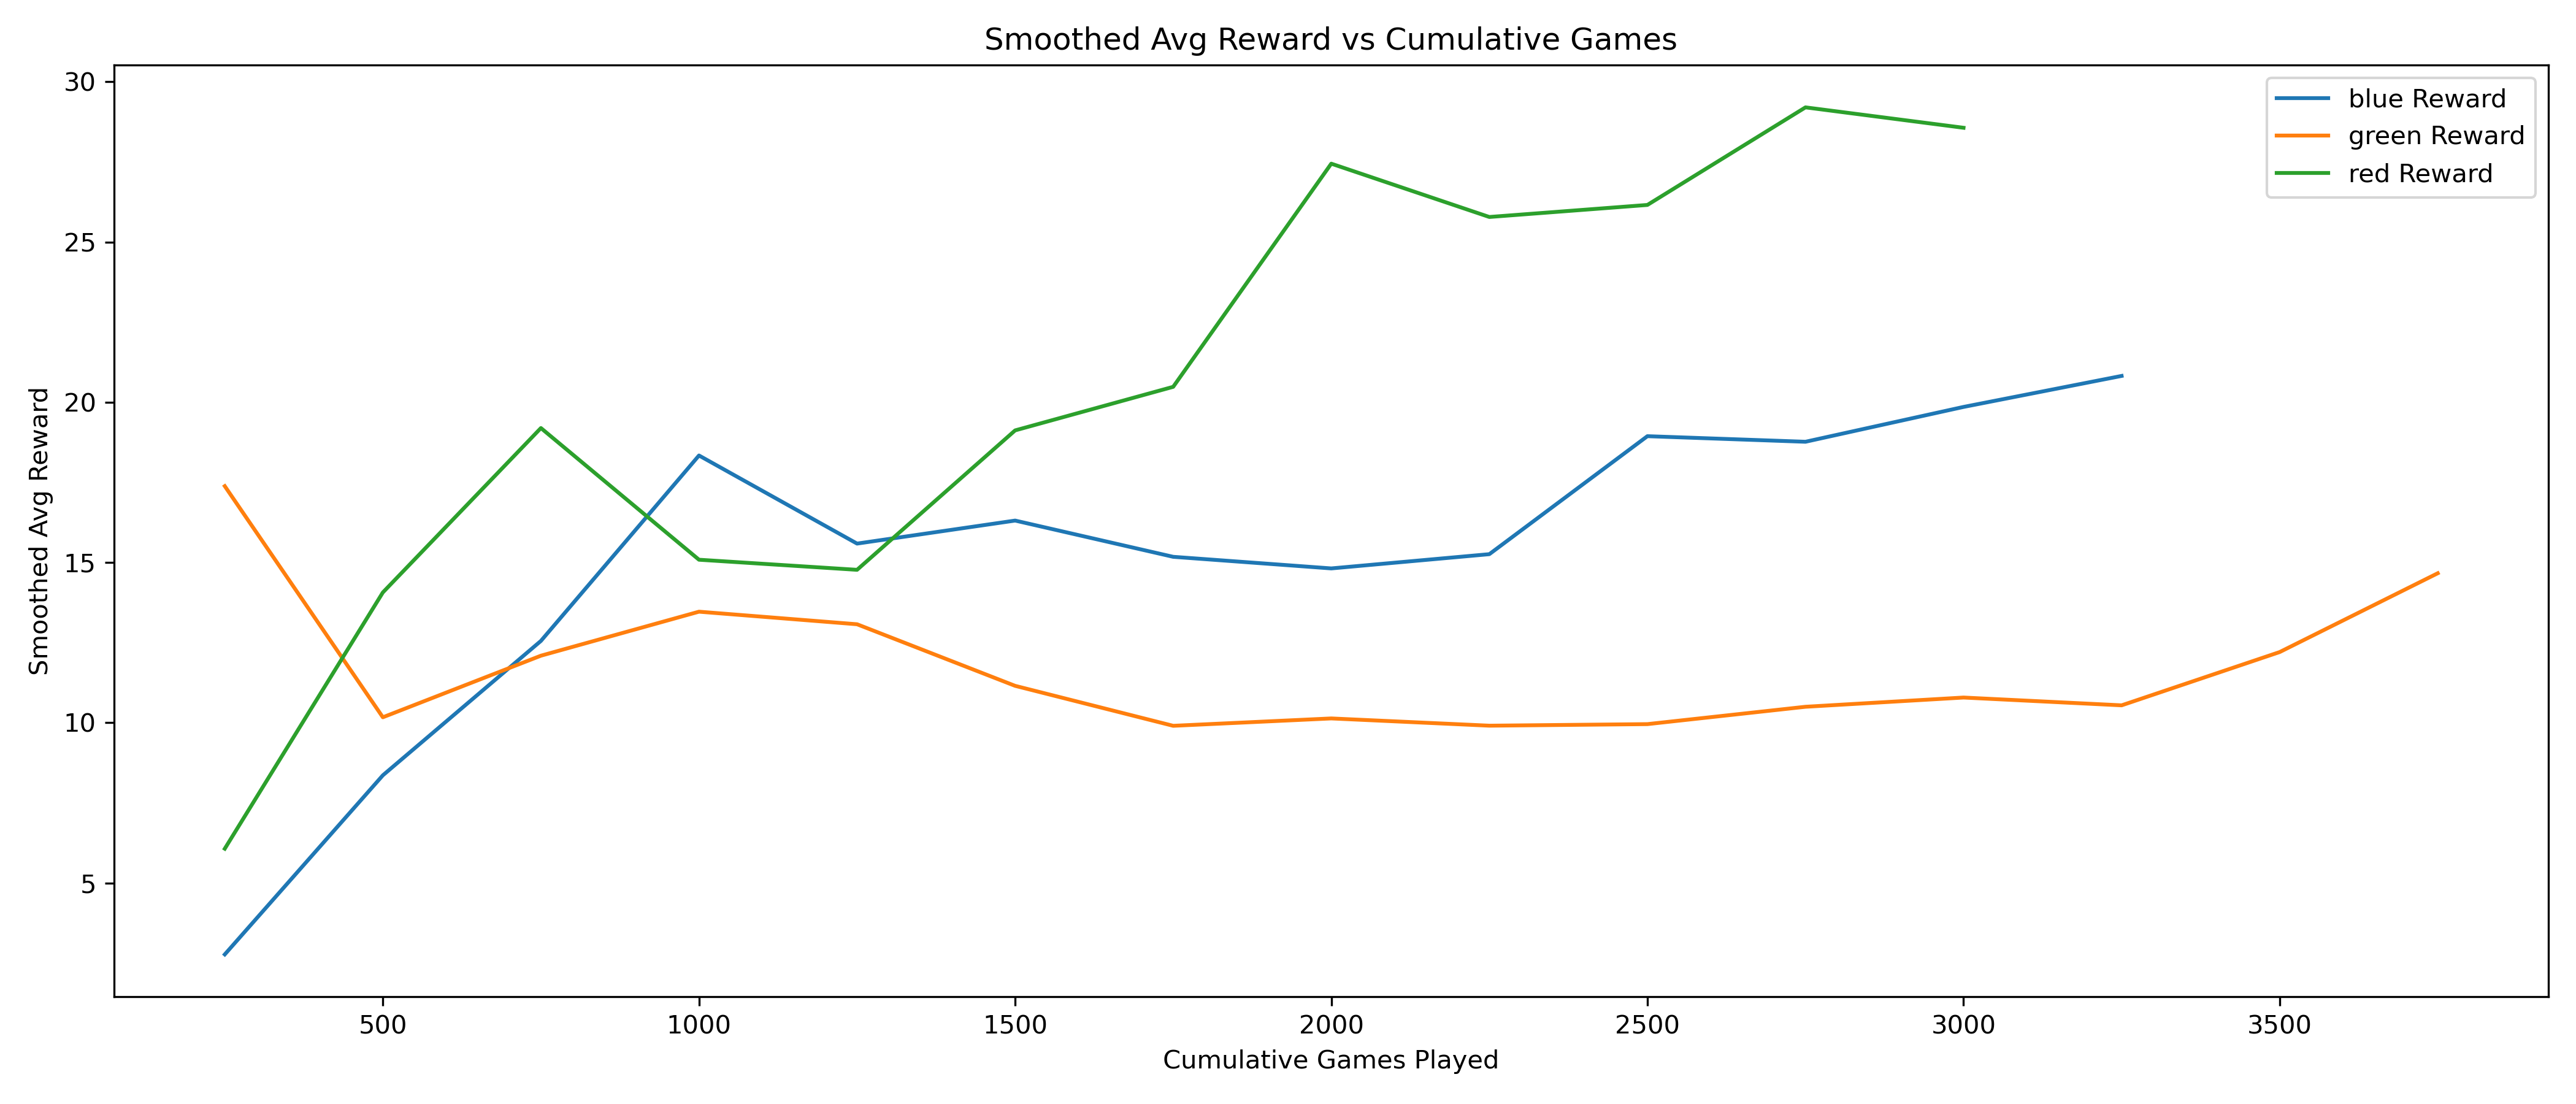 Smoothed Avg Reward vs Cumulative Games
30
25
20
15
10
5
Smoothed Avg Reward
blue Reward
green Reward
red Reward
500
1000
1500
2000
2500
3000
3500
Cumulative Games Played